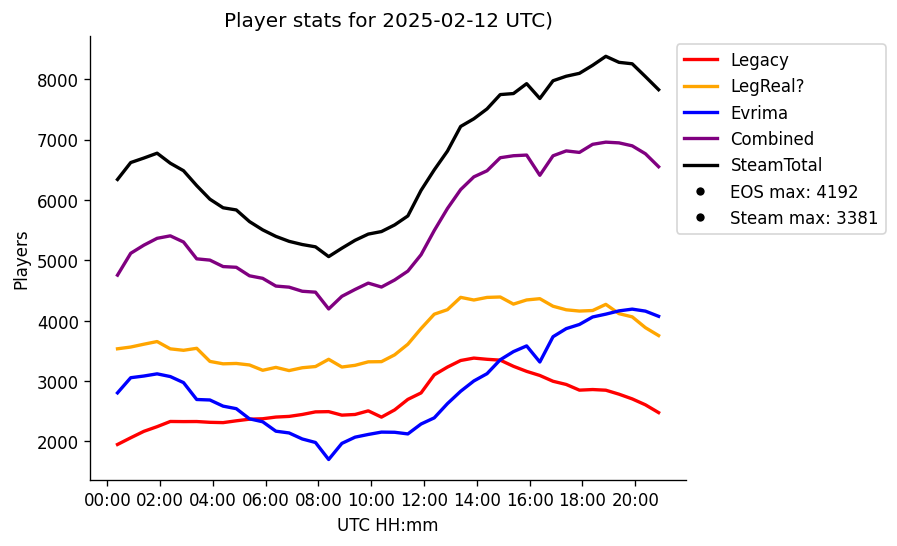 Player stats for 2025-02-12 UTC)
Legacy
LegReal?
Evrima
Combined
SteamTotal
EOS max: 4192
Steam max: 3381
Players
8000
7000
6000
5000
4000
3000
2000
00:00 02:00 04:00 06:00 08:00 10:00 12:00 14:00 16:00 18:00 20:00
UTC HH:mm